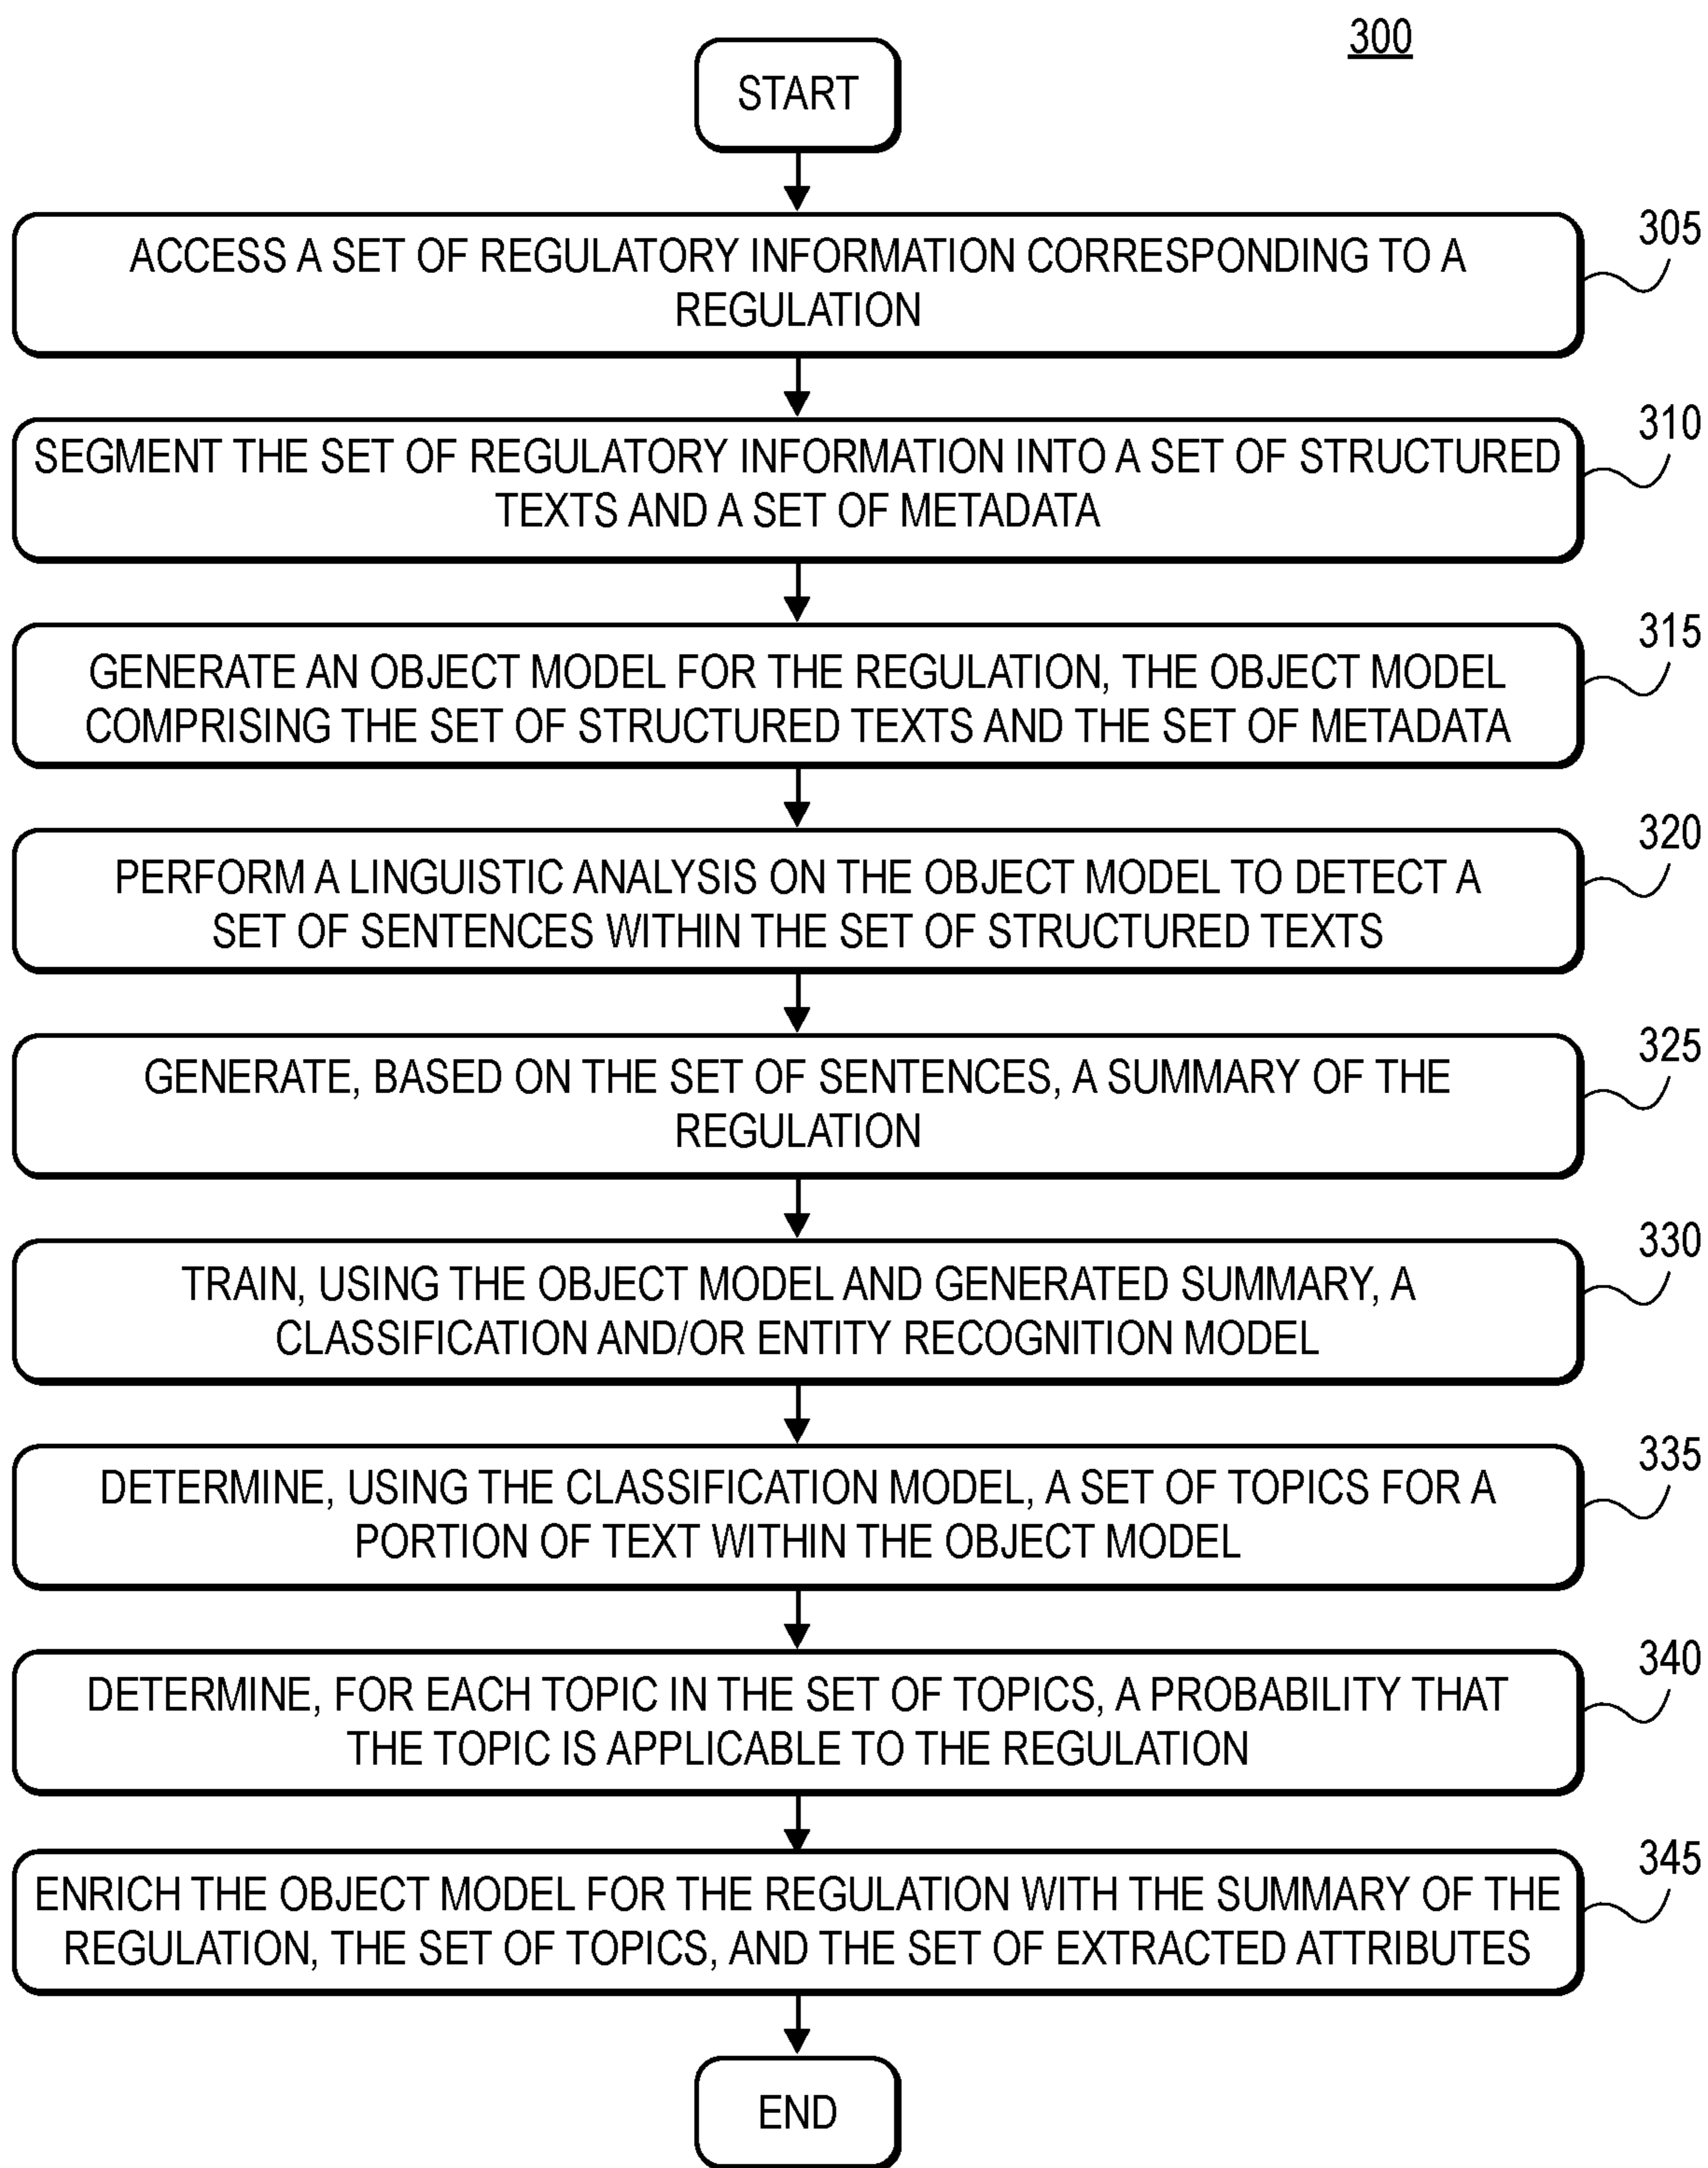 300
START
ACCESS A SET OF REGULATORY INFORMATION CORRESPONDING TO A
REGULATION
305
SEGMENT THE SET OF REGULATORY INFORMATION INTO A SET OF STRUCTURED
TEXTS AND A SET OF METADATA
310
GENERATE AN OBJECT MODEL FOR THE REGULATION, THE OBJECT MODEL
COMPRISING THE SET OF STRUCTURED TEXTS AND THE SET OF METADATA
315
PERFORM A LINGUISTIC ANALYSIS ON THE OBJECT MODEL TO DETECT A
SET OF SENTENCES WITHIN THE SET OF STRUCTURED TEXTS
320
GENERATE, BASED ON THE SET OF SENTENCES, A SUMMARY OF THE
REGULATION
325
TRAIN, USING THE OBJECT MODEL AND GENERATED SUMMARY, A
CLASSIFICATION AND/OR ENTITY RECOGNITION MODEL
330
DETERMINE, USING THE CLASSIFICATION MODEL, A SET OF TOPICS FOR A
PORTION OF TEXT WITHIN THE OBJECT MODEL
335
DETERMINE, FOR EACH TOPIC IN THE SET OF TOPICS, A PROBABILITY THAT
THE TOPIC IS APPLICABLE TO THE REGULATION
340
ENRICH THE OBJECT MODEL FOR THE REGULATION WITH THE SUMMARY OF THE
REGULATION, THE SET OF TOPICS, AND THE SET OF EXTRACTED ATTRIBUTES
345
END